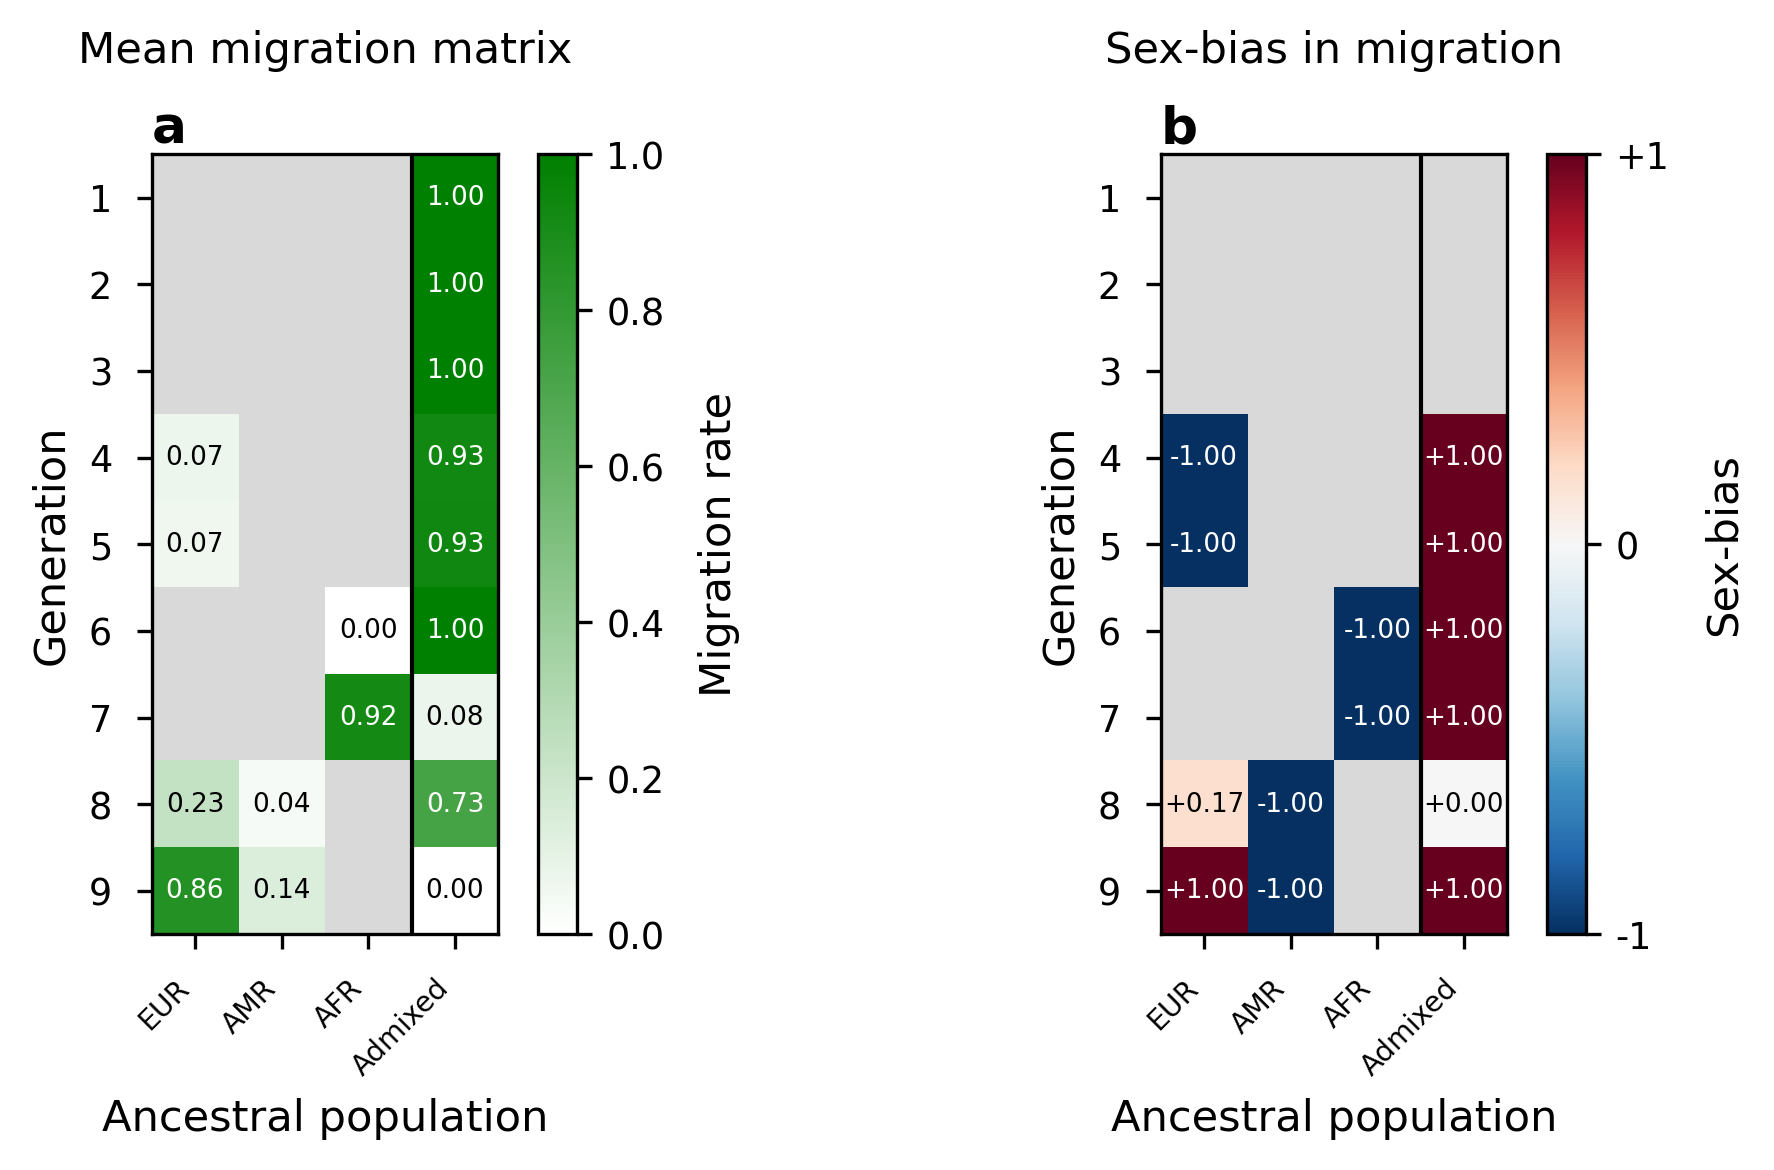 Mean migration matrix
a
Generation
1
2
3
4
5
6
7
8
9
1.00
1.00
1.00
0.07 0.93
0.07 0.93
0.00 1.00
0.92 0.08
0.23 0.04 0.73
0.86 0.14 0.00
EUR
AMR
AFR
Admixed
Ancestral population
1.0
0.8
0.6
0.4
0.2
0.0
Migration rate
Sex-bias in migration
b
Generation
1
2
3
4
5
6
7
8
9
-1.00 +1.00
-1.00 +1.00
-1.00 +1.00
-1.00 +1.00
+0.17 -1.00 +0.00
+1.00 -1.00 +1.00
EUR
AMR
AFR
Admixed
Ancestral population
+1
0
-1
Sex-bias